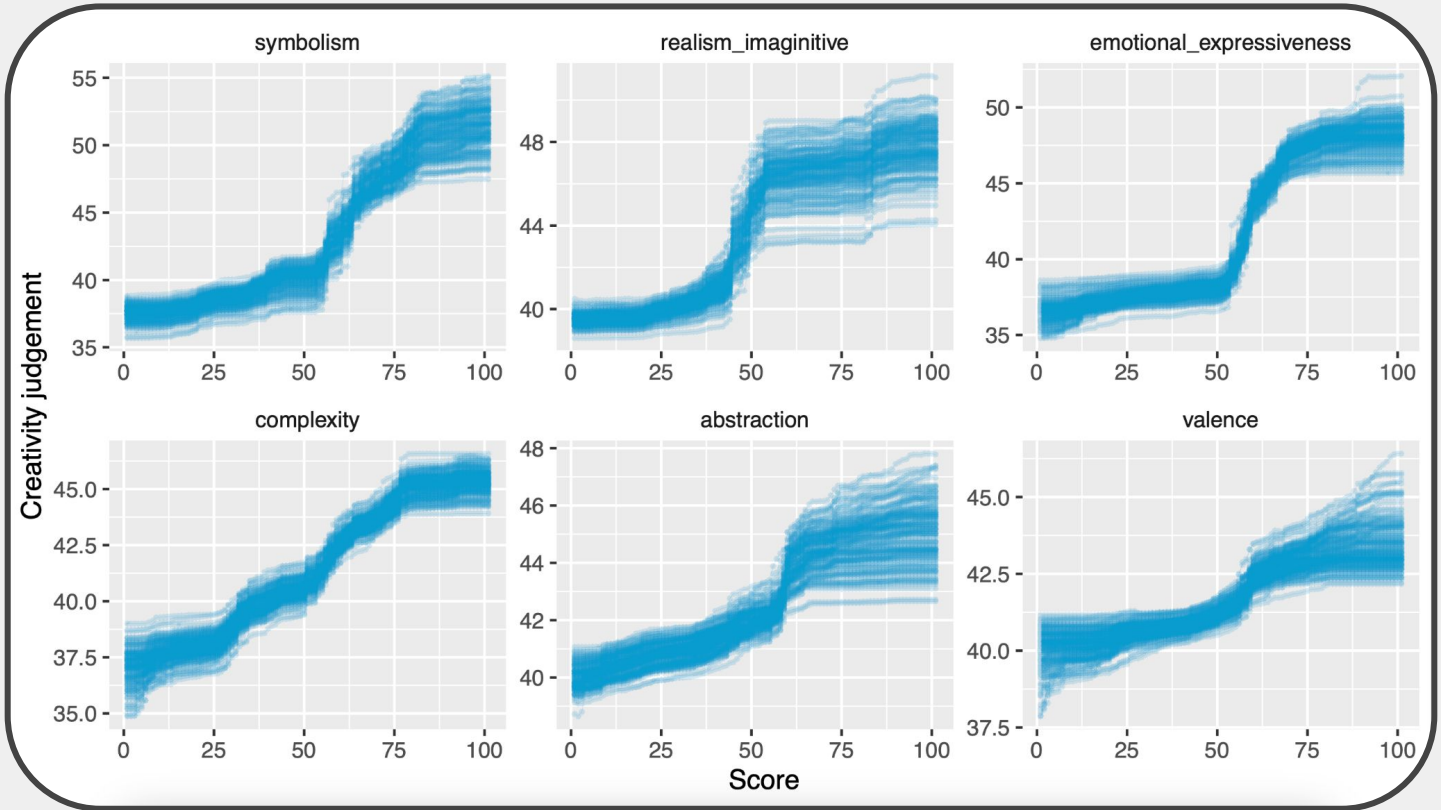 symbolism
realism_imaginitive
emotional_expressiveness
55
50
45
40
35
48
44
40
50
45
40
35
0 25 50 75 100
0 25 50 75 100
0 25 50 75 100
Creativity judgement
complexity
abstraction
valence
45.0
42.5
40.0
37.5
35.0
48
46
44
42
40
45.0
42.5
40.0
37.5
0 25 50 75 100
0 25 50 75 100
0 25 50 75 100
Score